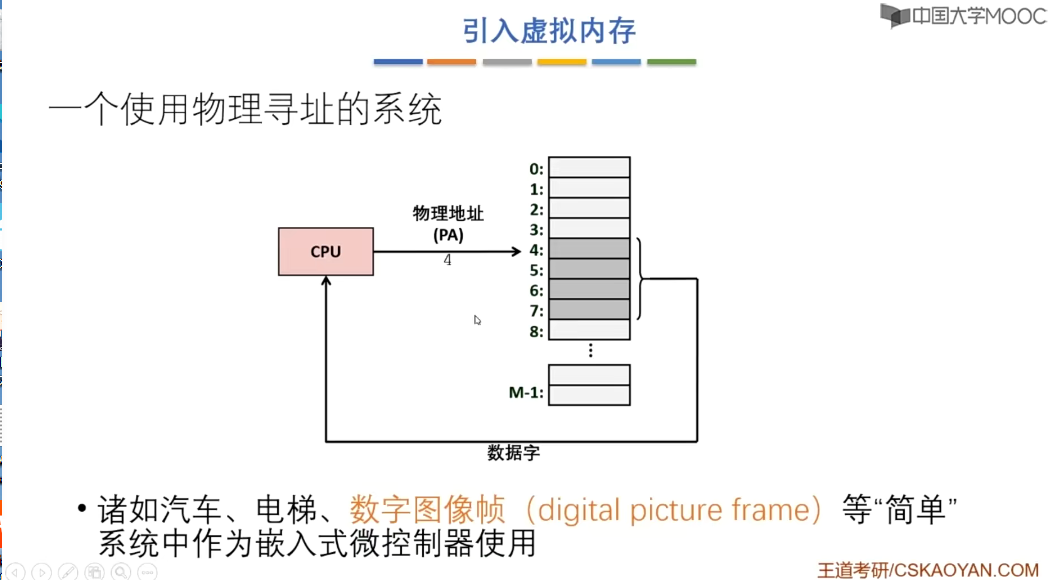 引入虚拟内存
中国大学MOOC
一个使用物理寻址的系统
0:
1:
2:
3:
4:
5:
6:
7:
8:
M-1:
物理地址
(PA)
4
CPU
数据字
• 诸如汽车、电梯、数字图像帧（digital picture frame）等“简单”
系统中作为嵌入式微控制器使用
王道考研/CSKAOYAN.COM